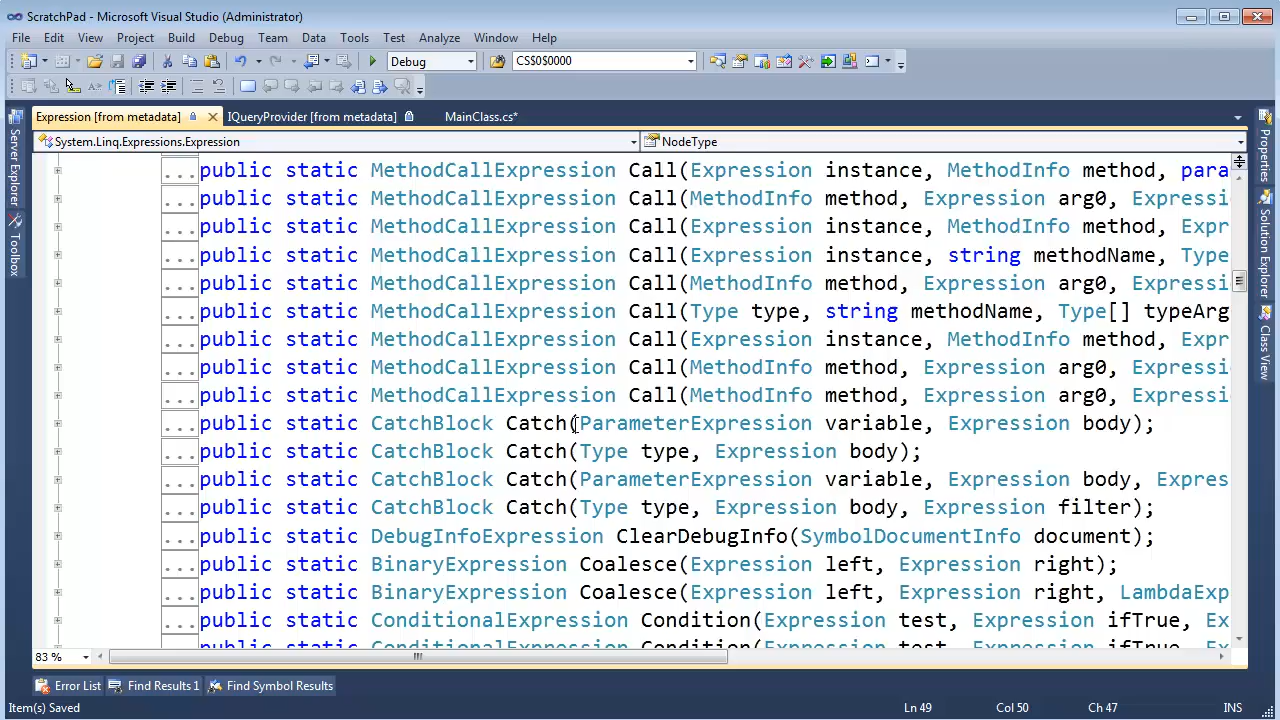 ScratchPad - Microsoft Visual Studio (Administrator)
File Edit View Project Build Debug Team Data Tools Test Analyze Window Help
Debug CS$0$0000
Expression [from metadata] IQueryProvider [from metadata] MainClass.cs*
System.Linq.Expressions.Expression NodeType
... public static MethodCallExpression Call(Expression instance, MethodInfo method, para
... public static MethodCallExpression Call(MethodInfo method, Expression arg0, Expressi
... public static MethodCallExpression Call(Expression instance, MethodInfo method, Expr
... public static MethodCallExpression Call(Expression instance, string methodName, Type
... public static MethodCallExpression Call(MethodInfo method, Expression arg0, Expressi
... public static MethodCallExpression Call(Type type, string methodName, Type[] typeArg
... public static MethodCallExpression Call(Expression instance, MethodInfo method, Expr
... public static MethodCallExpression Call(MethodInfo method, Expression arg0, Expressi
... public static MethodCallExpression Call(MethodInfo method, Expression arg0, Expressi
... public static CatchBlock Catch(ParameterExpression variable, Expression body);
... public static CatchBlock Catch(Type type, Expression body);
... public static CatchBlock Catch(ParameterExpression variable, Expression body, Expres
... public static CatchBlock Catch(Type type, Expression body, Expression filter);
... public static DebugInfoExpression ClearDebugInfo(SymbolDocumentInfo document);
... public static BinaryExpression Coalesce(Expression left, Expression right);
... public static BinaryExpression Coalesce(Expression left, Expression right, LambdaExp
... public static ConditionalExpression Condition(Expression test, Expression ifTrue, Ex
... public static ConditionalExpression Condition(Expression test, Expression ifTrue, Ex
83 %
Error List Find Results 1 Find Symbol Results
Item(s) Saved Ln 49 Col 50 Ch 47 INS
Server Explorer
Toolbox
Properties
Solution Explorer
Class View